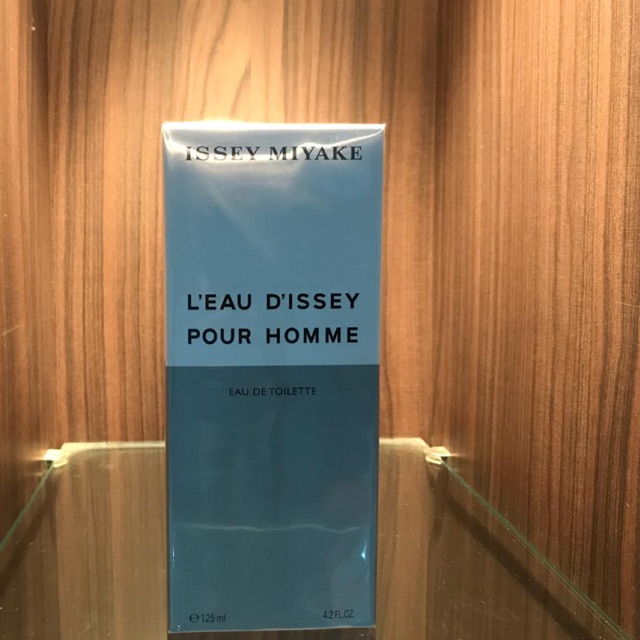 ISSEY MIYAKE
L'EAU D'ISSEY
POUR HOMME
EAU DE TOILETTE
℮ 125 ml 4.2 FL.OZ